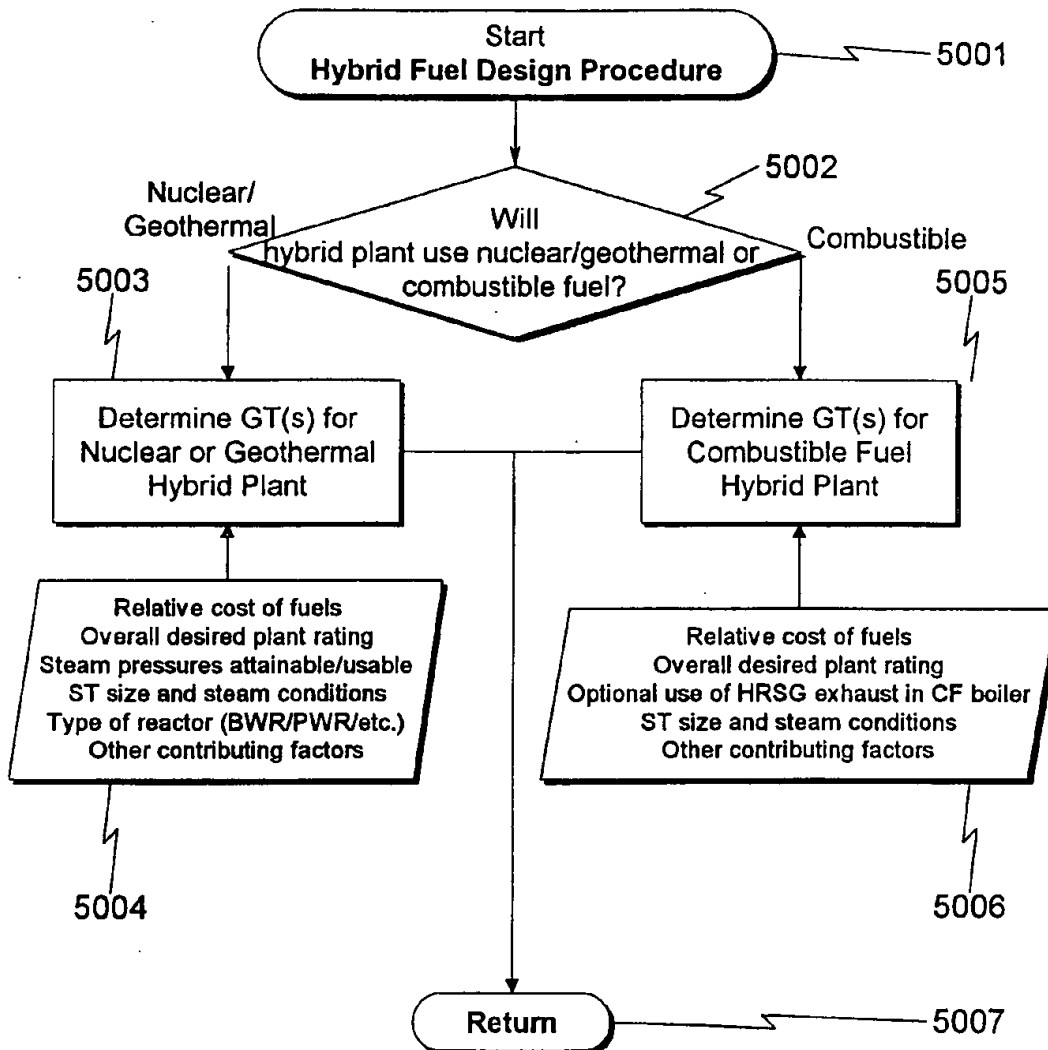 Start
Hybrid Fuel Design Procedure
5001
5002
Nuclear/
Geothermal
Will
hybrid plant use nuclear/geothermal or
combustible fuel?
Combustible
5003
5005
Determine GT(s) for
Nuclear or Geothermal
Hybrid Plant
Determine GT(s) for
Combustible Fuel
Hybrid Plant
Relative cost of fuels
Overall desired plant rating
Steam pressures attainable/usable
ST size and steam conditions
Type of reactor (BWR/PWR/etc.)
Other contributing factors
Relative cost of fuels
Overall desired plant rating
Optional use of HRSG exhaust in CF boiler
ST size and steam conditions
Other contributing factors
5004
5006
Return
5007